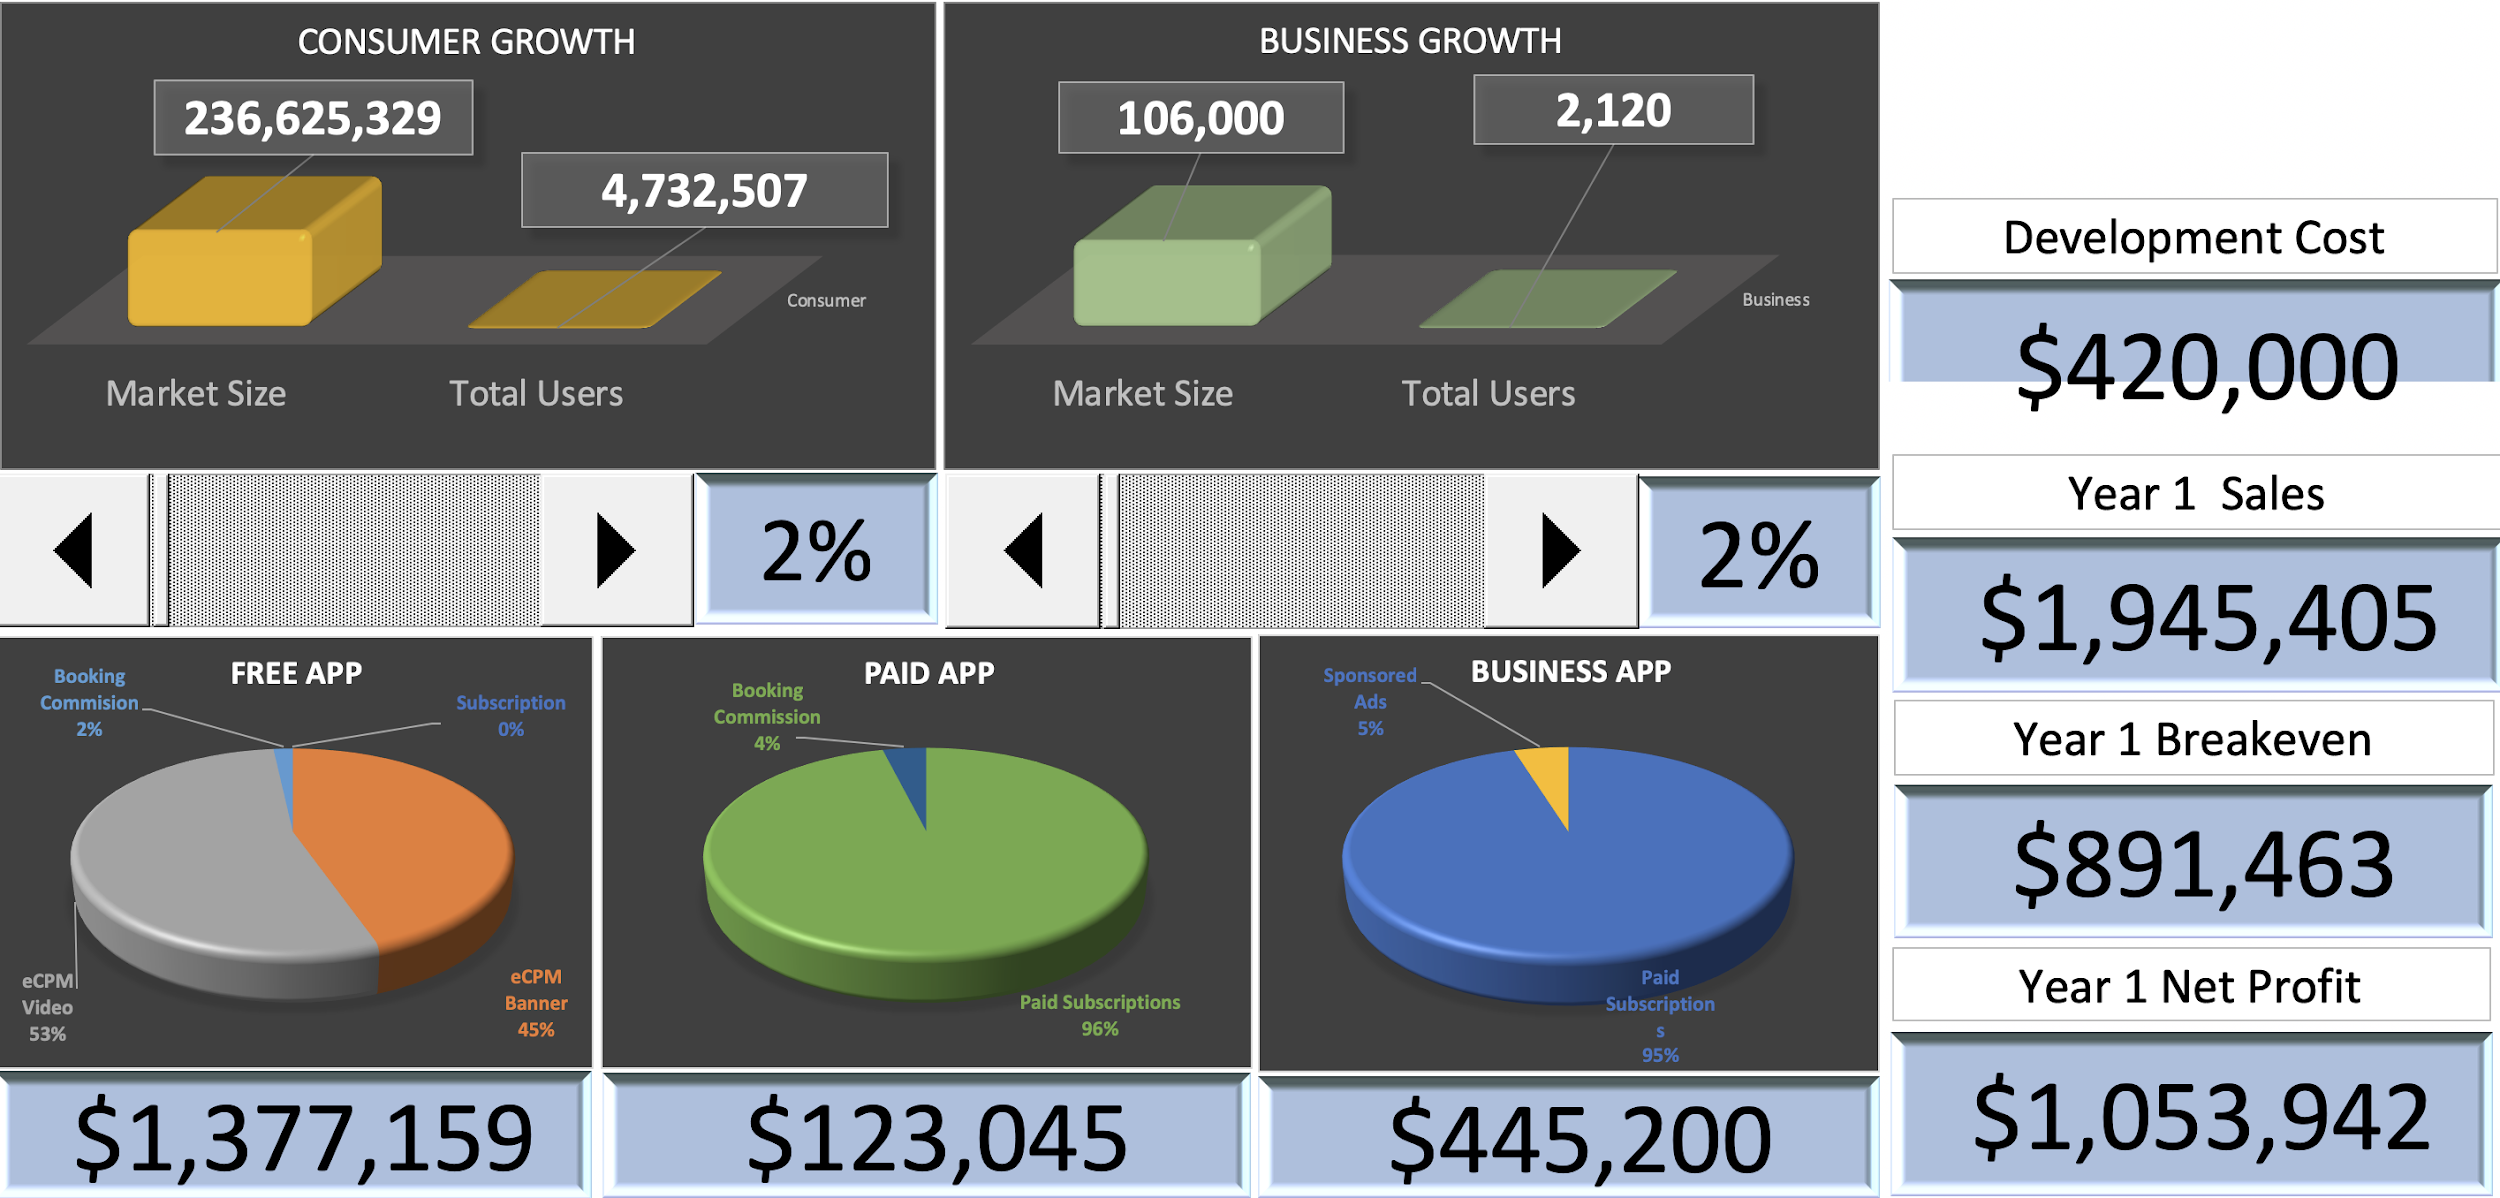 CONSUMER GROWTH
236,625,329
4,732,507
Consumer
Market Size
Total Users
BUSINESS GROWTH
106,000
2,120
Business
Market Size
Total Users
2%
2%
FREE APP
Booking
Commision
2%
Subscription
0%
eCPM
Video
53%
eCPM
Banner
45%
$1,377,159
PAID APP
Booking
Commission
4%
Paid Subscriptions
96%
$123,045
BUSINESS APP
Sponsored
Ads
5%
Paid
Subscription
s
95%
$445,200
Development Cost
$420,000
Year 1 Sales
$1,945,405
Year 1 Breakeven
$891,463
Year 1 Net Profit
$1,053,942